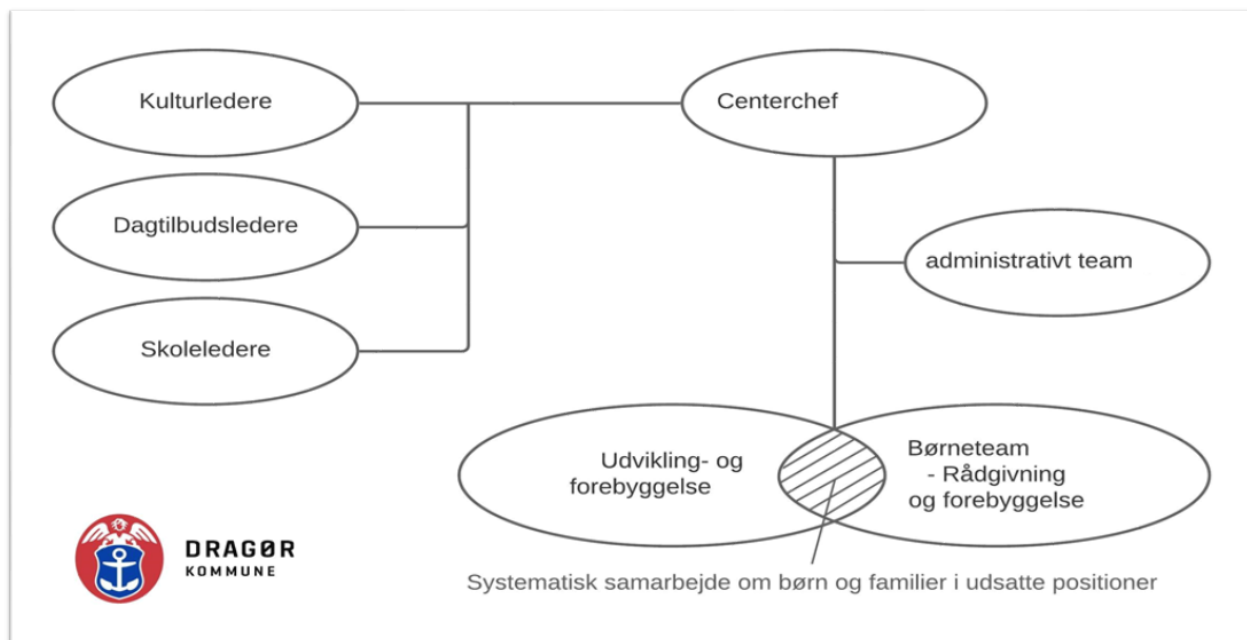 Kulturledere
Centerchef
Dagtilbudsledere
administrativt team
Skoleledere
Udvikling- og
forebyggelse
Børneteam
- Rådgivning
og forebyggelse
DRAGØR
KOMMUNE
Systematisk samarbejde om børn og familier i udsatte positioner